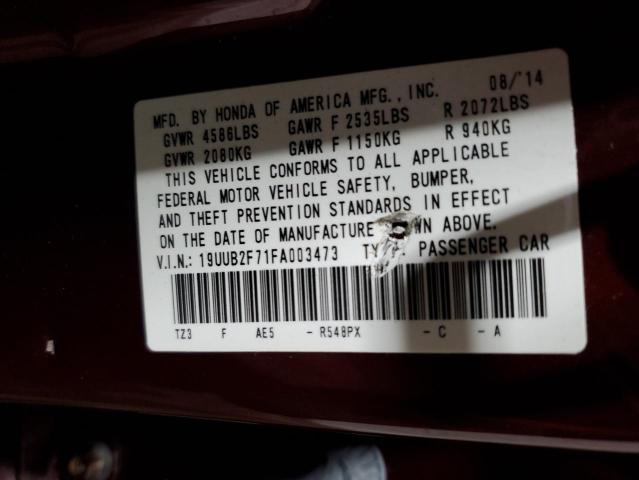 MFD. BY HONDA OF AMERICA MFG., INC. 08/'14
GVWR 4586LBS GAWR F 2535LBS R 2072LBS
GVWR 2080KG GAWR F 1150KG R 940KG
THIS VEHICLE CONFORMS TO ALL APPLICABLE
FEDERAL MOTOR VEHICLE SAFETY, BUMPER,
AND THEFT PREVENTION STANDARDS IN EFFECT
ON THE DATE OF MANUFACTURE WN ABOVE.
V.I.N.: 19UUB2F71FA003473 TY PASSENGER CAR
TZ3 F AE5 -R548PX -C -A